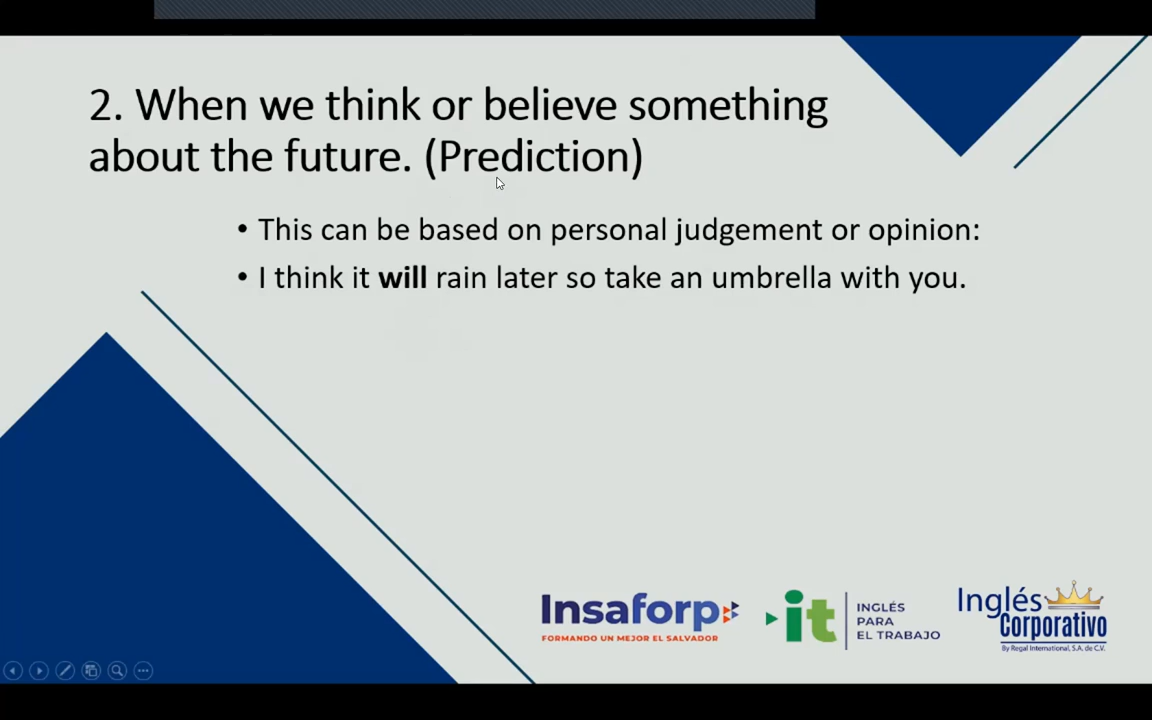 2. When we think or believe something
about the future. (Prediction)
• This can be based on personal judgement or opinion:
• I think it will rain later so take an umbrella with you.
Insaforp
FORMANDO UN MEJOR EL SALVADOR
it
INGLÉS
PARA
EL TRABAJO
Inglés
Corporativo
By Regal International, S.A. de C.V.